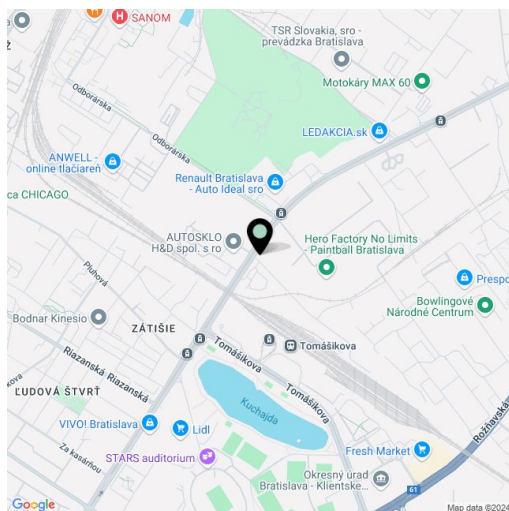 SANOM
TSR Slovakia, sro -
prevádzka Bratislava
Motokáry MAX 60
Odborárska
LEDAKCIA.sk
ANWELL -
online tlačiareň
Odborárska
Renault Bratislava
- Auto Ideal sro
ca CHICAGO
AUTOSKLO
H&D spol. s ro
Hero Factory No Limits
- Paintball Bratislava
Pluhová
Prespo
Bowlingové
Národné Centrum
Bodnar Kinesio
ZÁTIŠIE
Tomášikova
Tomášikova
Riazanská
Riazanská
Tomášikova
ĽUDOVÁ ŠTVRŤ
Kuchajda
VIVO! Bratislava
Lidl
Rožňavská
Za kasárňou
STARS auditorium
Fresh Market
Okresný úrad
Bratislava - Klientske...
61
Google
Map data ©2024